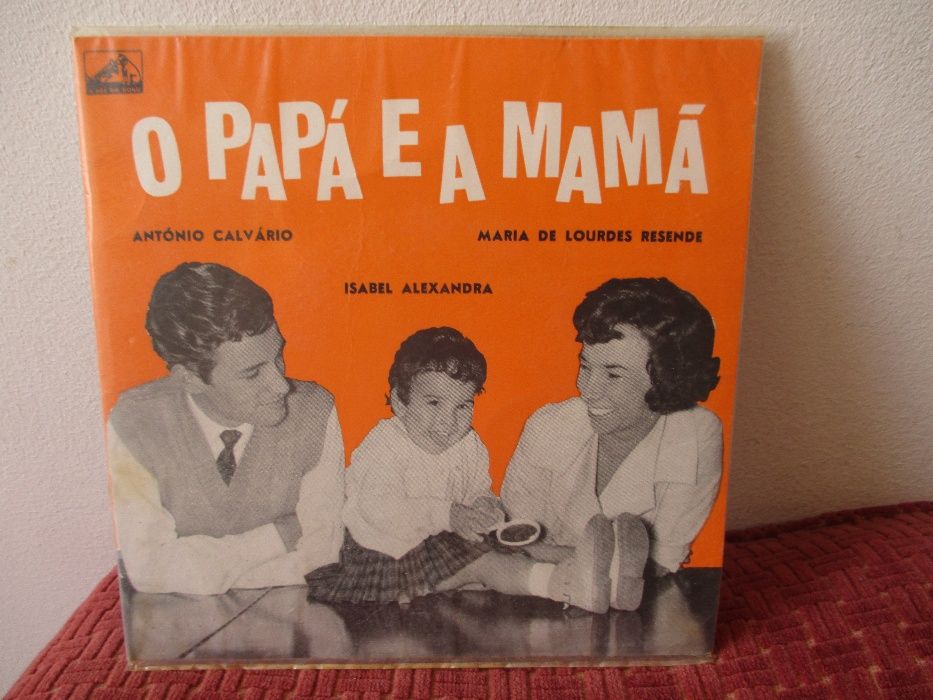 O PAPÁ E A MAMÃ
ANTÓNIO CALVÁRIO
MARIA DE LOURDES RESENDE
ISABEL ALEXANDRA